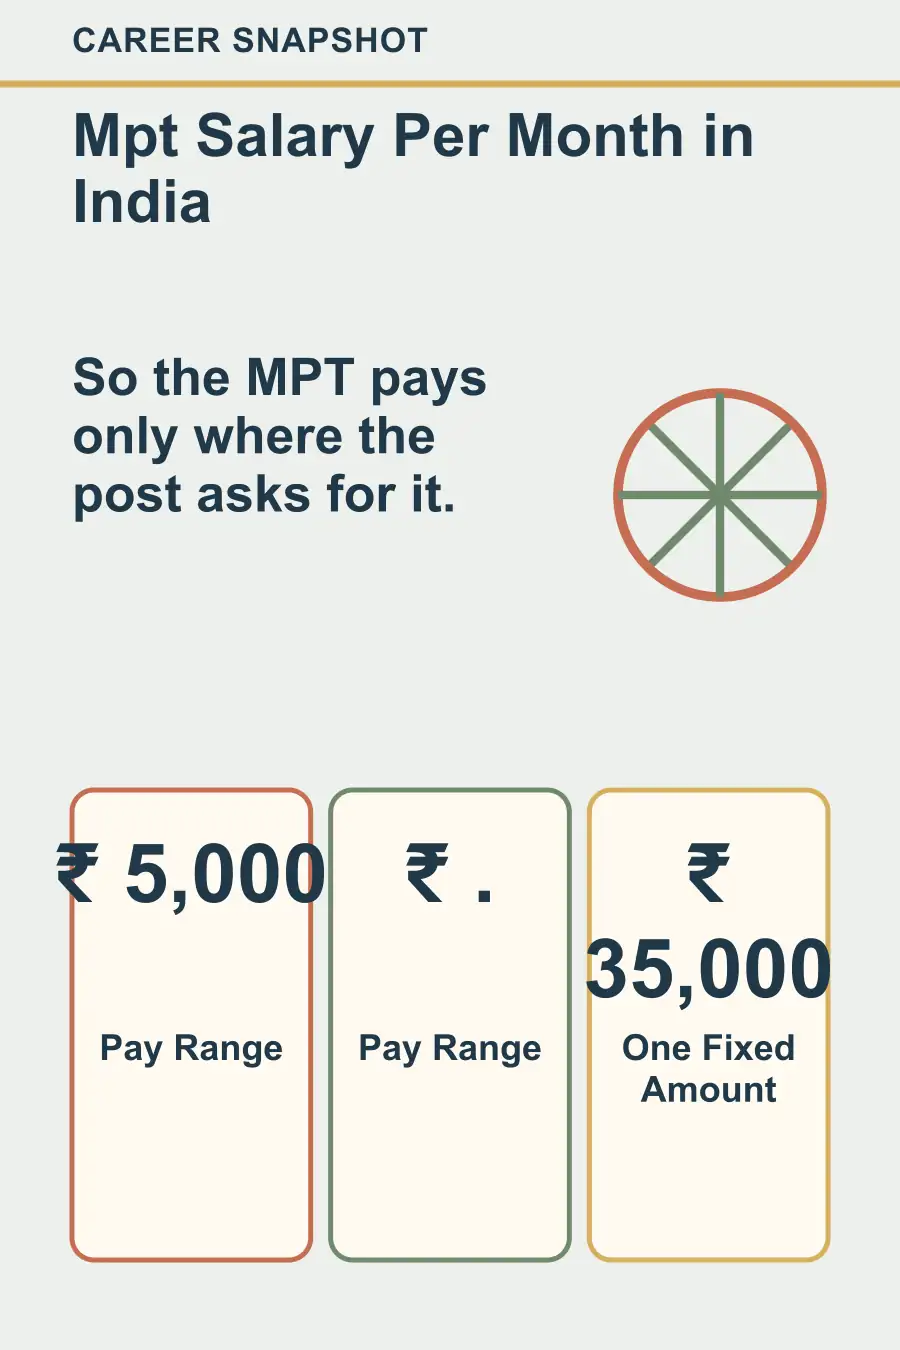 CAREER SNAPSHOT
Mpt Salary Per Month in
India
So the MPT pays
only where the
post asks for it.
₹ 5,000
Pay Range
₹ .
Pay Range
₹
35,000
One Fixed
Amount